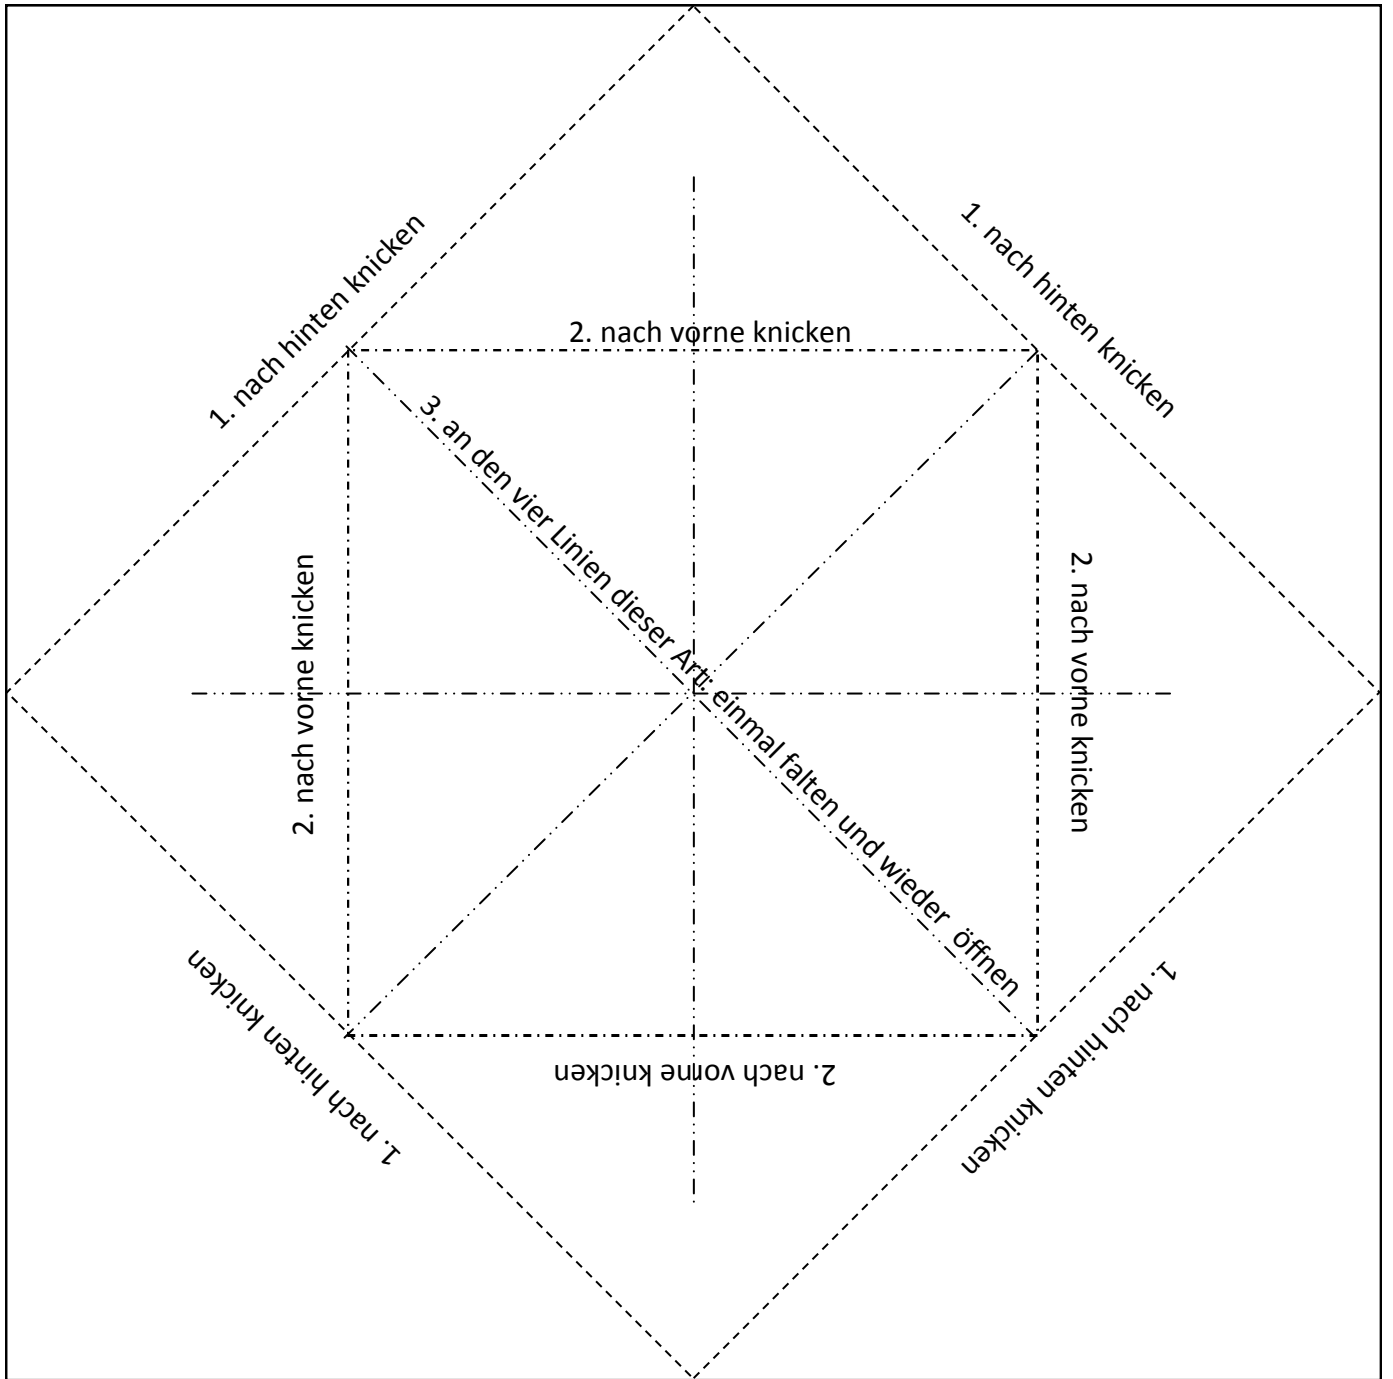 1. nach hinten knicken
1. nach hinten knicken
2. nach vorne knicken
3. an den vier Linien dieser Art: einmal falten und wieder öffnen
2. nach vorne knicken
2. nach vorne knicken
2. nach vorne knicken
1. nach hinten knicken
1. nach hinten knicken